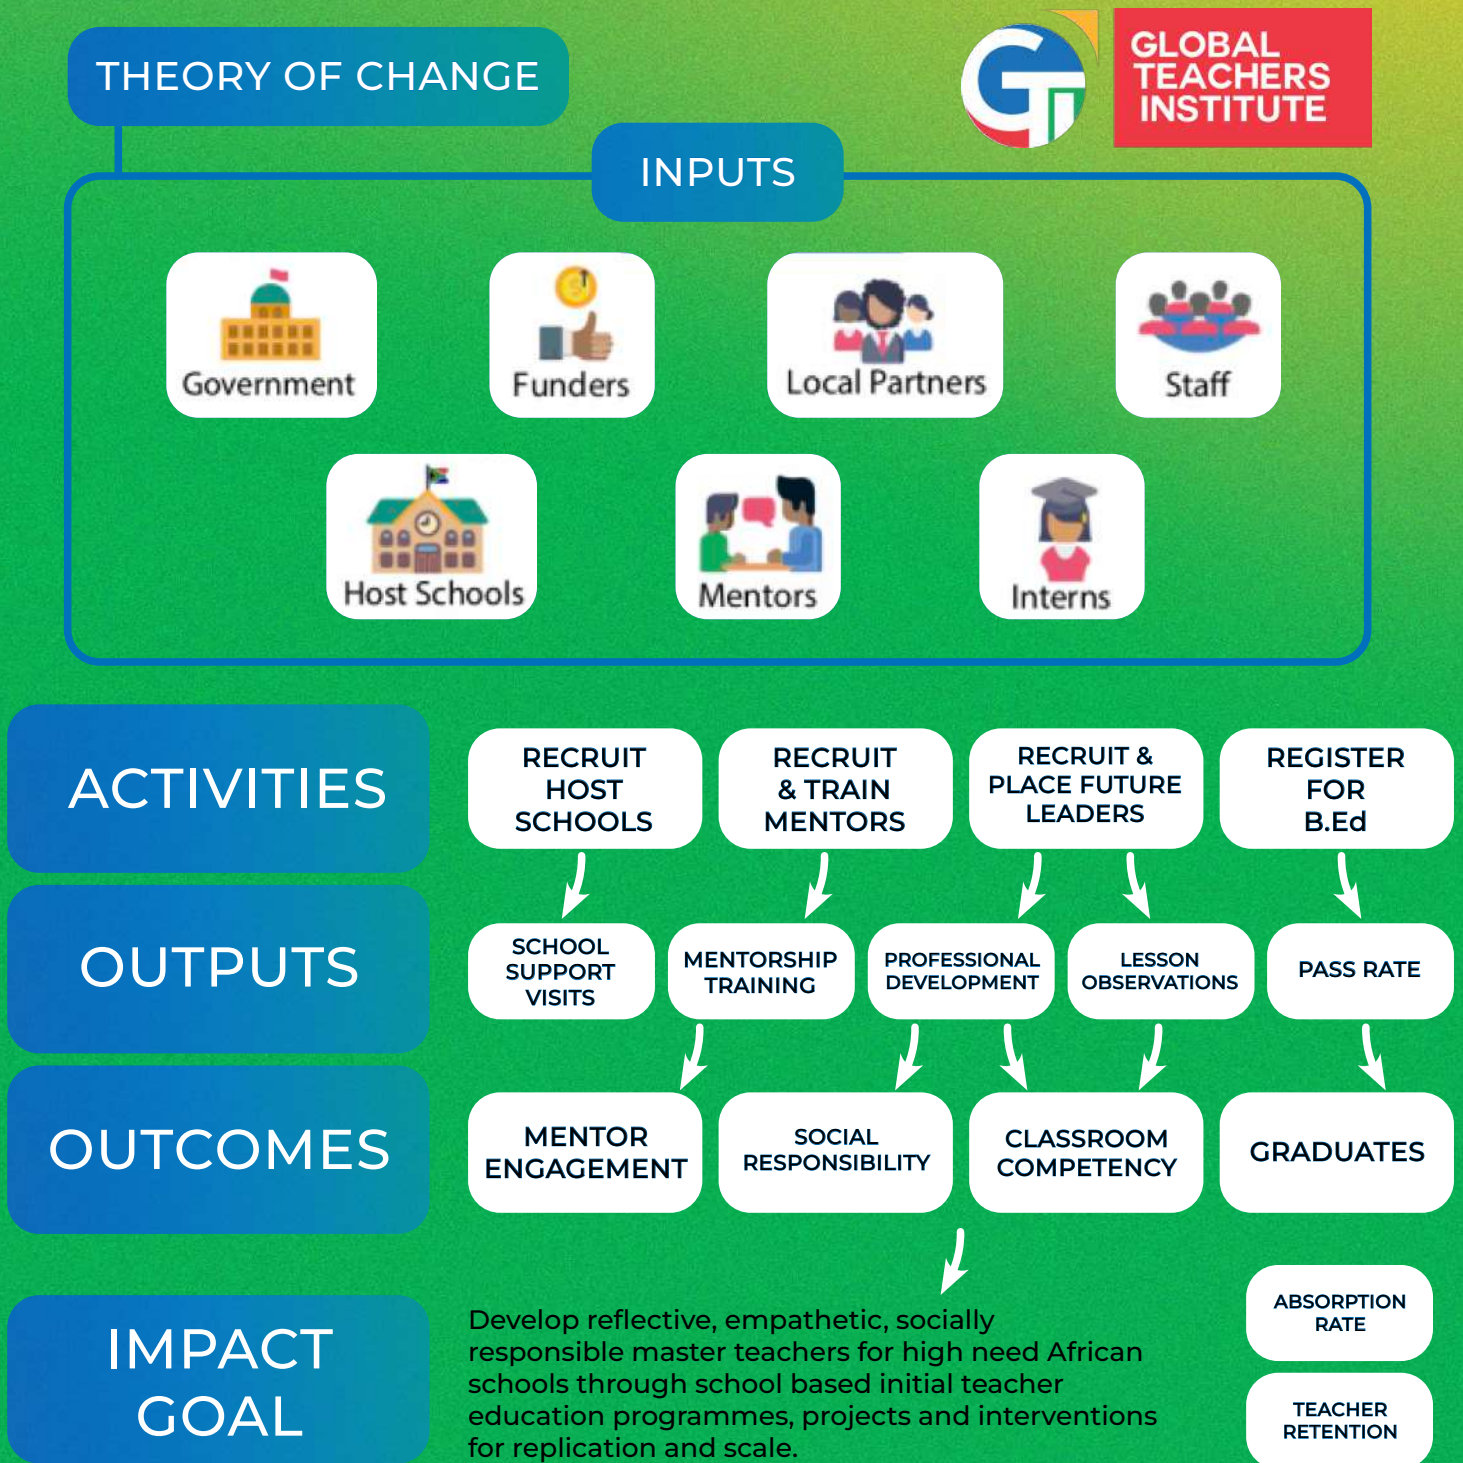 THEORY OF CHANGE
GLOBAL
TEACHERS
INSTITUTE
INPUTS
Government
Funders
Local Partners
Staff
Host Schools
Mentors
Interns
ACTIVITIES
RECRUIT
HOST
SCHOOLS
RECRUIT
& TRAIN
MENTORS
RECRUIT &
PLACE FUTURE
LEADERS
REGISTER
FOR
B.Ed
OUTPUTS
SCHOOL
SUPPORT
VISITS
MENTORSHIP
TRAINING
PROFESSIONAL
DEVELOPMENT
LESSON
OBSERVATIONS
PASS RATE
OUTCOMES
MENTOR
ENGAGEMENT
SOCIAL
RESPONSIBILITY
CLASSROOM
COMPETENCY
GRADUATES
IMPACT
GOAL
Develop reflective, empathetic, socially
responsible master teachers for high need African
schools through school based initial teacher
education programmes, projects and interventions
for replication and scale.
ABSORPTION
RATE
TEACHER
RETENTION